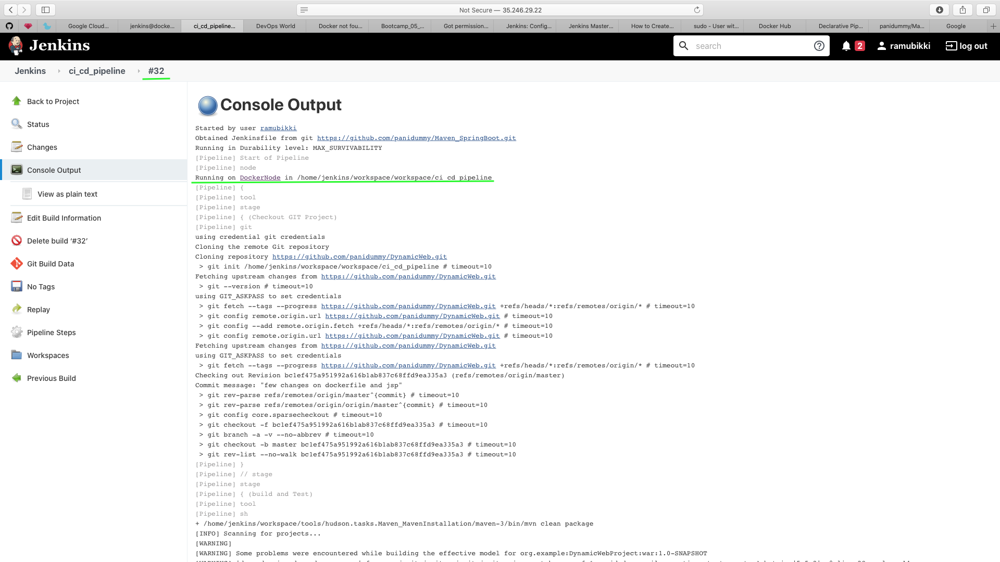 Not Secure — 35.246.29.22
Google Cloud...
jenkins@docke...
ci_cd_pipeline...
DevOps World
Docker not fou...
Bootcamp_05_...
Got permission...
Jenkins: Config...
Jenkins Master...
How to Create...
sudo - User wit...
Docker Hub
Declarative Pip...
panidummy/Ma...
Google
Jenkins
search
2
ramubikki
log out
Jenkins
ci_cd_pipeline
#32
Back to Project
Status
Changes
Console Output
View as plain text
Edit Build Information
Delete build ‘#32’
Git Build Data
No Tags
Replay
Pipeline Steps
Workspaces
Previous Build
Console Output
Started by user ramubikki
Obtained Jenkinsfile from git https://github.com/panidummy/Maven_SpringBoot.git
Running in Durability level: MAX_SURVIVABILITY
[Pipeline] Start of Pipeline
[Pipeline] node
Running on DockerNode in /home/jenkins/workspace/workspace/ci_cd_pipeline
[Pipeline] {
[Pipeline] tool
[Pipeline] stage
[Pipeline] { (Checkout GIT Project)
[Pipeline] git
using credential git credentials
Cloning the remote Git repository
Cloning repository https://github.com/panidummy/DynamicWeb.git
> git init /home/jenkins/workspace/workspace/ci_cd_pipeline # timeout=10
Fetching upstream changes from https://github.com/panidummy/DynamicWeb.git
> git --version # timeout=10
using GIT_ASKPASS to set credentials
> git fetch --tags --progress https://github.com/panidummy/DynamicWeb.git +refs/heads/*:refs/remotes/origin/* # timeout=10
> git config remote.origin.url https://github.com/panidummy/DynamicWeb.git # timeout=10
> git config --add remote.origin.fetch +refs/heads/*:refs/remotes/origin/* # timeout=10
> git config remote.origin.url https://github.com/panidummy/DynamicWeb.git # timeout=10
Fetching upstream changes from https://github.com/panidummy/DynamicWeb.git
using GIT_ASKPASS to set credentials
> git fetch --tags --progress https://github.com/panidummy/DynamicWeb.git +refs/heads/*:refs/remotes/origin/* # timeout=10
Checking out Revision bc1ef475a951992a616b1ab837c68ffd9ea335a3 (refs/remotes/origin/master)
Commit message: "few changes on dockerfile and jsp"
> git rev-parse refs/remotes/origin/master^{commit} # timeout=10
> git rev-parse refs/remotes/origin/origin/master^{commit} # timeout=10
> git config core.sparsecheckout # timeout=10
> git checkout -f bc1ef475a951992a616b1ab837c68ffd9ea335a3 # timeout=10
> git branch -a -v --no-abbrev # timeout=10
> git checkout -b master bc1ef475a951992a616b1ab837c68ffd9ea335a3 # timeout=10
> git rev-list --no-walk bc1ef475a951992a616b1ab837c68ffd9ea335a3 # timeout=10
[Pipeline] }
[Pipeline] // stage
[Pipeline] stage
[Pipeline] { (build and Test)
[Pipeline] tool
[Pipeline] sh
+ /home/jenkins/workspace/tools/hudson.tasks.Maven_MavenInstallation/maven-3/bin/mvn clean package
[INFO] Scanning for projects...
[WARNING]
[WARNING] Some problems were encountered while building the effective model for org.example:DynamicWebProject:war:1.0-SNAPSHOT